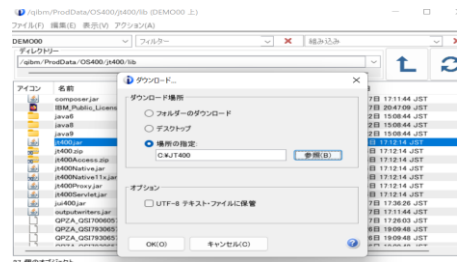 /qibm/ProdData/OS400/jt400/lib (DEMO00 上)
ファイル(F) 編集(E) 表示(V) アクション(A)
DEMO00 フィルター 組み込み
ディレクトリー
/qibm/ProdData/OS400/jt400/lib
アイコン 名前
composer.jar 7日 17:11:44 JST
IBM_Public_Licens 7日 20:47:09 JST
java6 2日 15:08:44 JST
java8 2日 15:08:44 JST
java9 2日 15:08:44 JST
jt400.jar 日 17:12:14 JST
jt400.zip 日 17:12:14 JST
jt400Access.zip 日 17:12:14 JST
jt400Native.jar 日 17:12:14 JST
jt400Native11x.jar 日 17:12:14 JST
jt400Proxy.jar 日 17:12:14 JST
jt400Servlet.jar 日 17:12:14 JST
jui400.jar 7日 17:36:26 JST
outputwriters.jar 7日 17:11:44 JST
QPZA_QSI700605 7日 17:26:03 JST
QPZA_QSI793065 6日 19:09:48 JST
QPZA_QSI793065 6日 19:09:48 JST
ダウンロード...
ダウンロード場所
フォルダーのダウンロード
デスクトップ
場所の指定:
C:¥JT400 参照(B)
オプション
UTF-8 テキスト・ファイルに保管
OK(O) キャンセル(C)